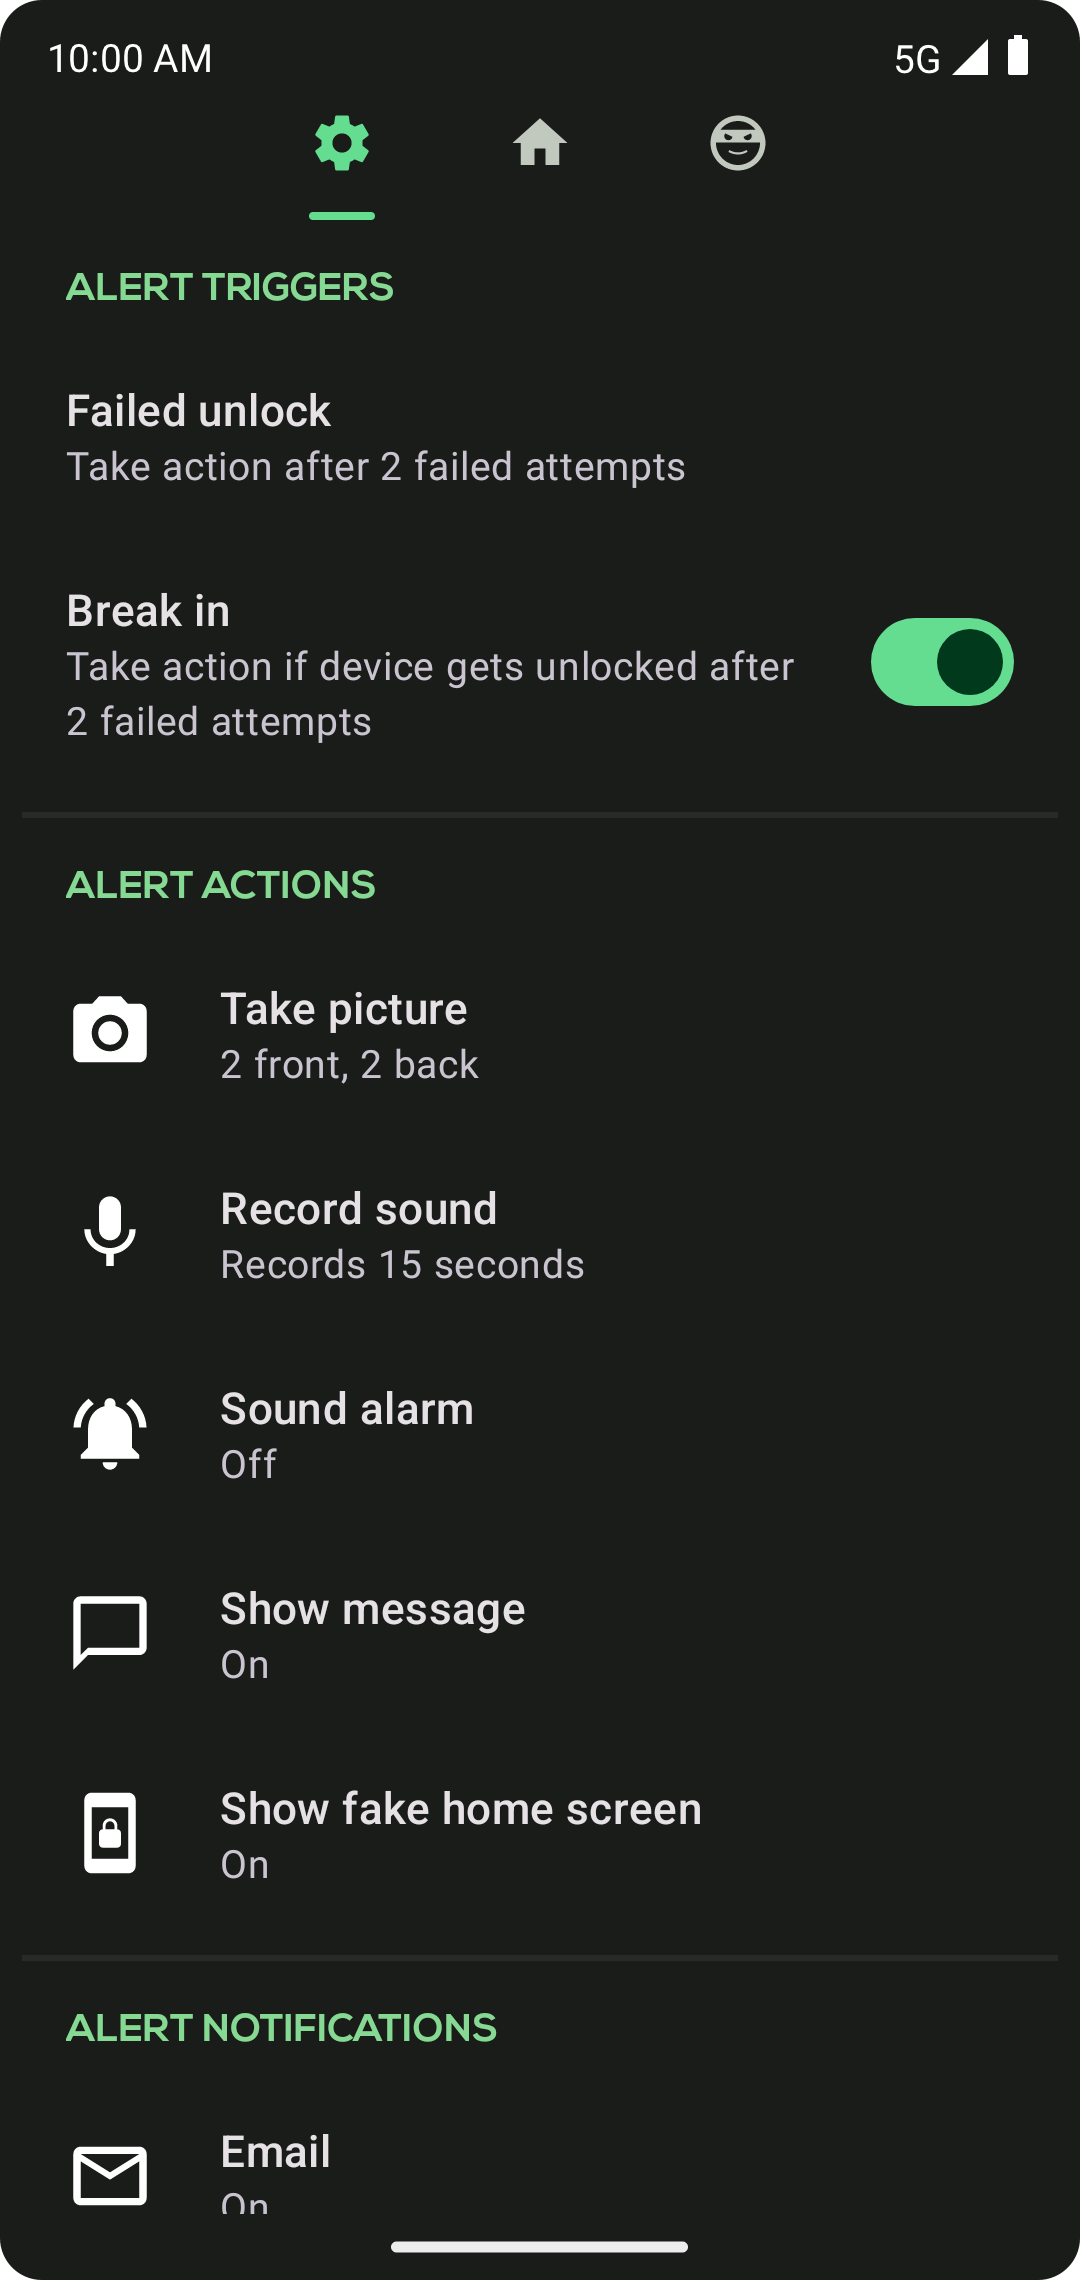 10:00 AM 5G
ALERT TRIGGERS
Failed unlock
Take action after 2 failed attempts
Break in
Take action if device gets unlocked after
2 failed attempts
ALERT ACTIONS
Take picture
2 front, 2 back
Record sound
Records 15 seconds
Sound alarm
Off
Show message
On
Show fake home screen
On
ALERT NOTIFICATIONS
Email
On